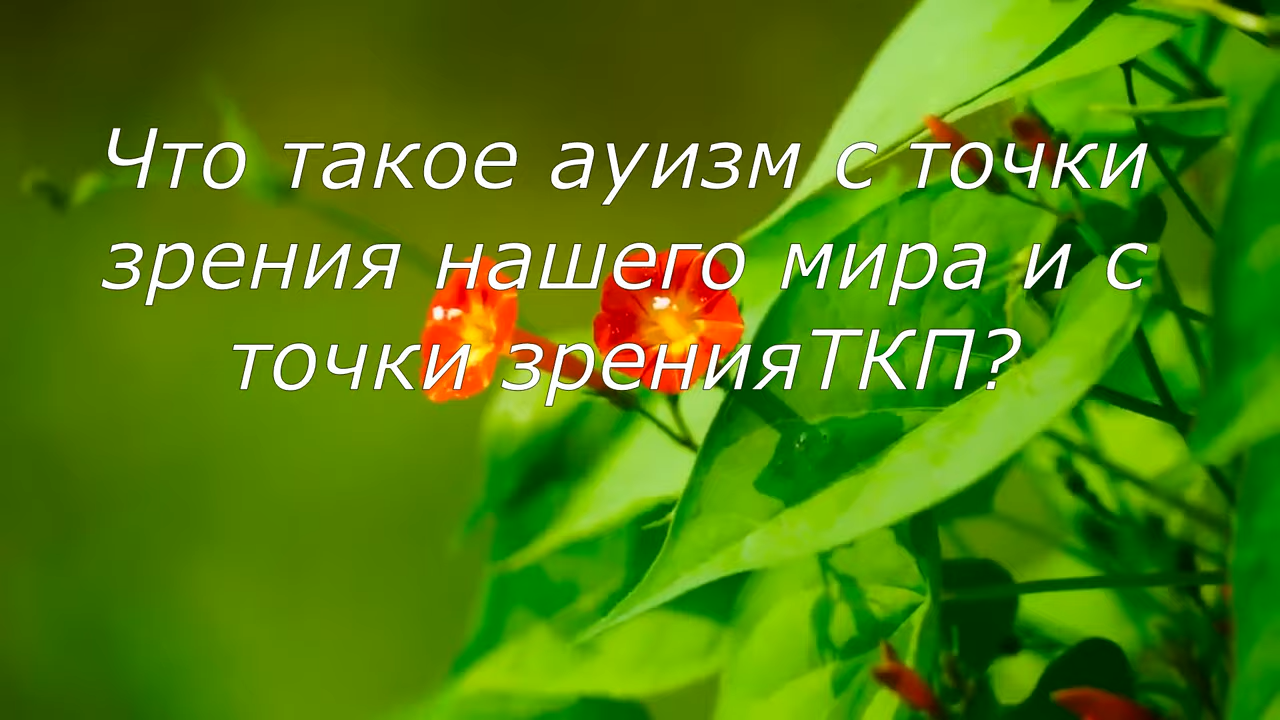 Что такое ауизм с точки
зрения нашего мира и с
точки зренияТКП?